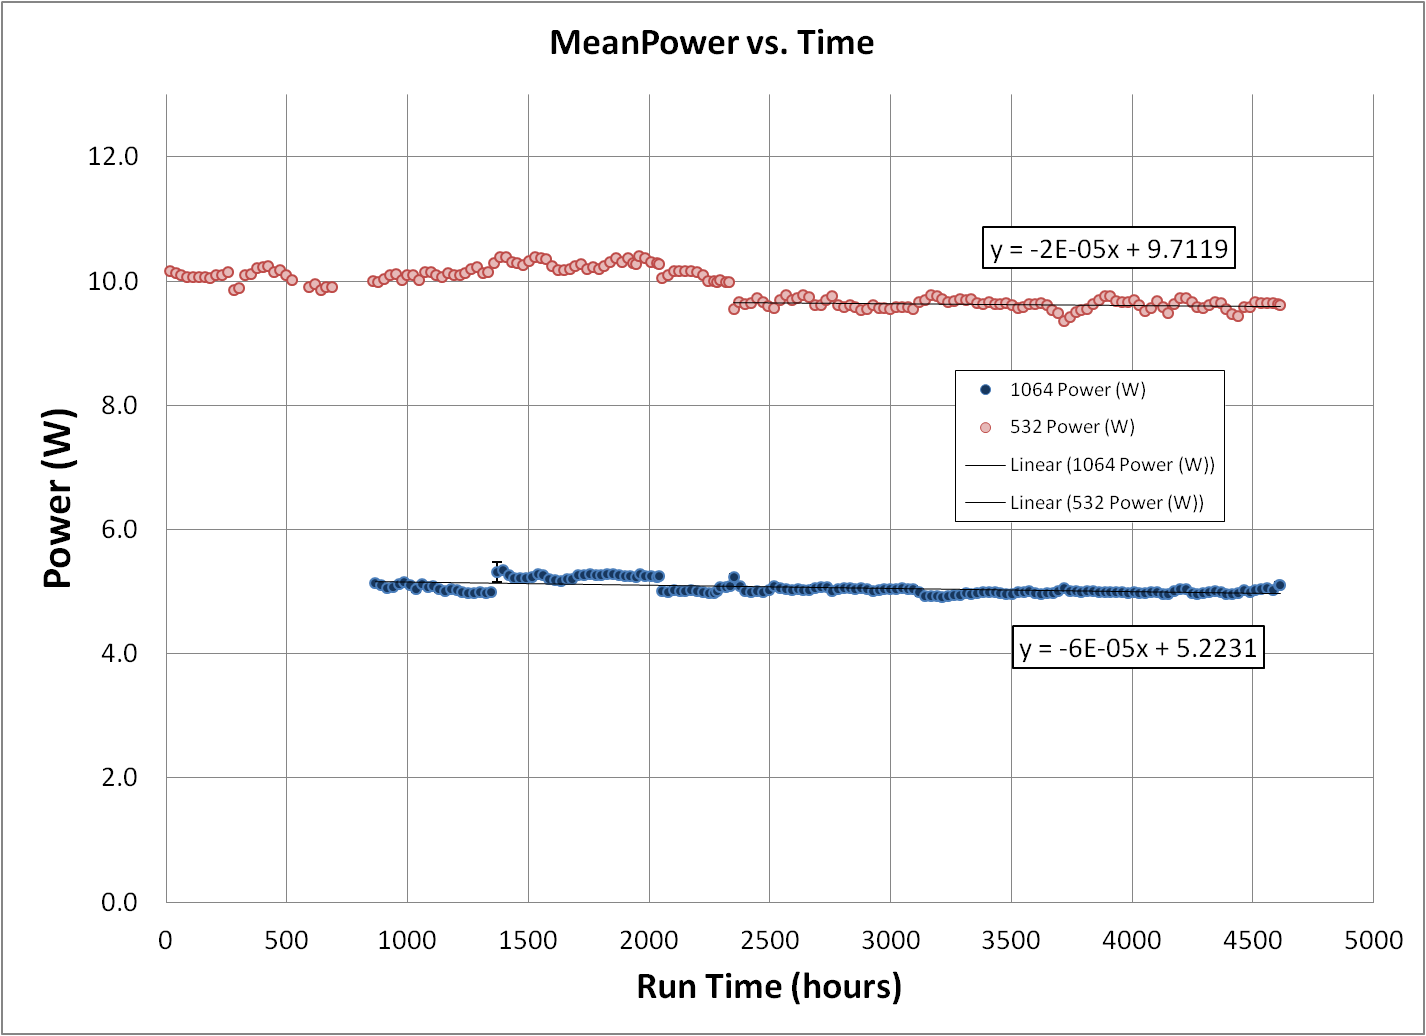 MeanPower vs. Time
12.0
10.0
8.0
6.0
4.0
2.0
0.0
Power (W)
y = -2E-05x + 9.7119
1064 Power (W)
532 Power (W)
Linear (1064 Power (W))
Linear (532 Power (W))
y = -6E-05x + 5.2231
0 500 1000 1500 2000 2500 3000 3500 4000 4500 5000
Run Time (hours)